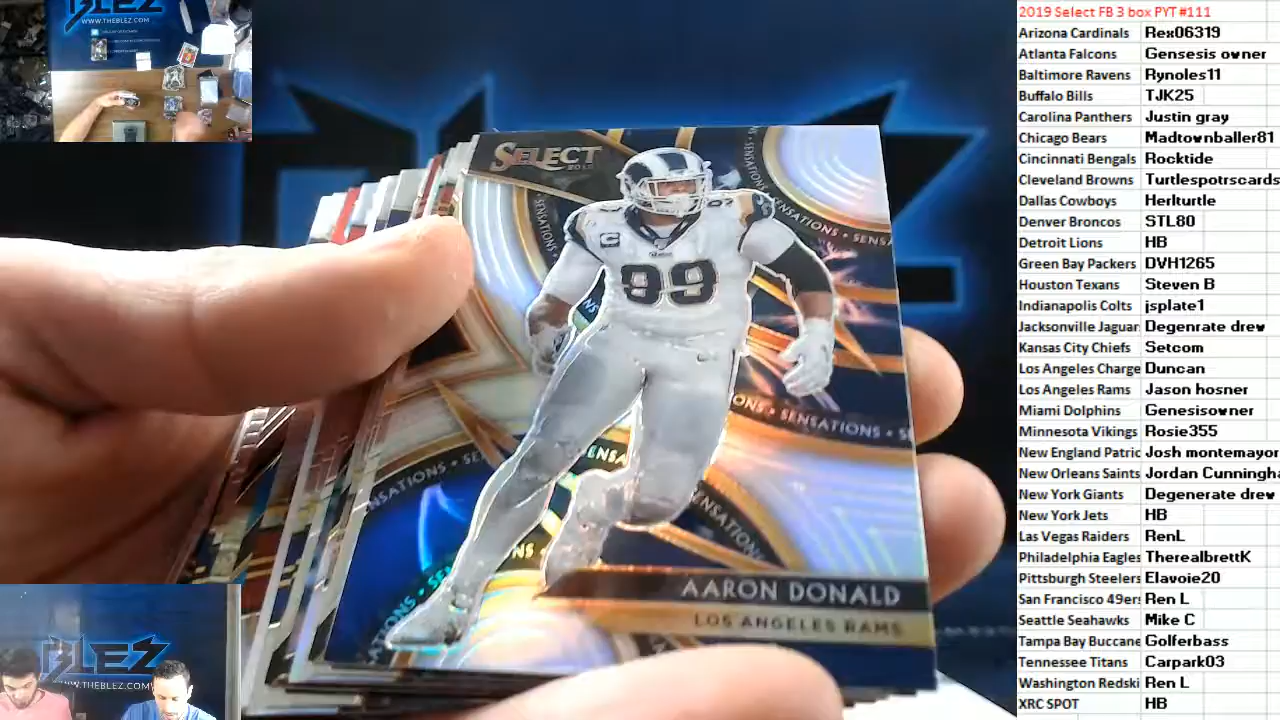 BLEZ
WWW.THEBLEZ.COM
SELECT
SENSATIONS • SENSA
SENSATIONS
99
AARON DONALD
LOS ANGELES RAMS
BLEZ
WWW.THEBLEZ.COM
2019 Select FB 3 box PYT #111
Arizona Cardinals Rex06319
Atlanta Falcons Gensesis owner
Baltimore Ravens Rynoles11
Buffalo Bills TJK25
Carolina Panthers Justin gray
Chicago Bears Madtownballer81
Cincinnati Bengals Rocktide
Cleveland Browns Turtlespotrscards
Dallas Cowboys Herlturtle
Denver Broncos STL80
Detroit Lions HB
Green Bay Packers DVH1265
Houston Texans Steven B
Indianapolis Colts jsplate1
Jacksonville Jaguar Degenrate drew
Kansas City Chiefs Setcom
Los Angeles Charge Duncan
Los Angeles Rams Jason hosner
Miami Dolphins Genesisowner
Minnesota Vikings Rosie355
New England Patric Josh montemayor
New Orleans Saints Jordan Cunningha
New York Giants Degenerate drew
New York Jets HB
Las Vegas Raiders RenL
Philadelphia Eagles TherealbrettK
Pittsburgh Steelers Elavoie20
San Francisco 49ers Ren L
Seattle Seahawks Mike C
Tampa Bay Buccane Golferbass
Tennessee Titans Carpark03
Washington Redski Ren L
XRC SPOT HB